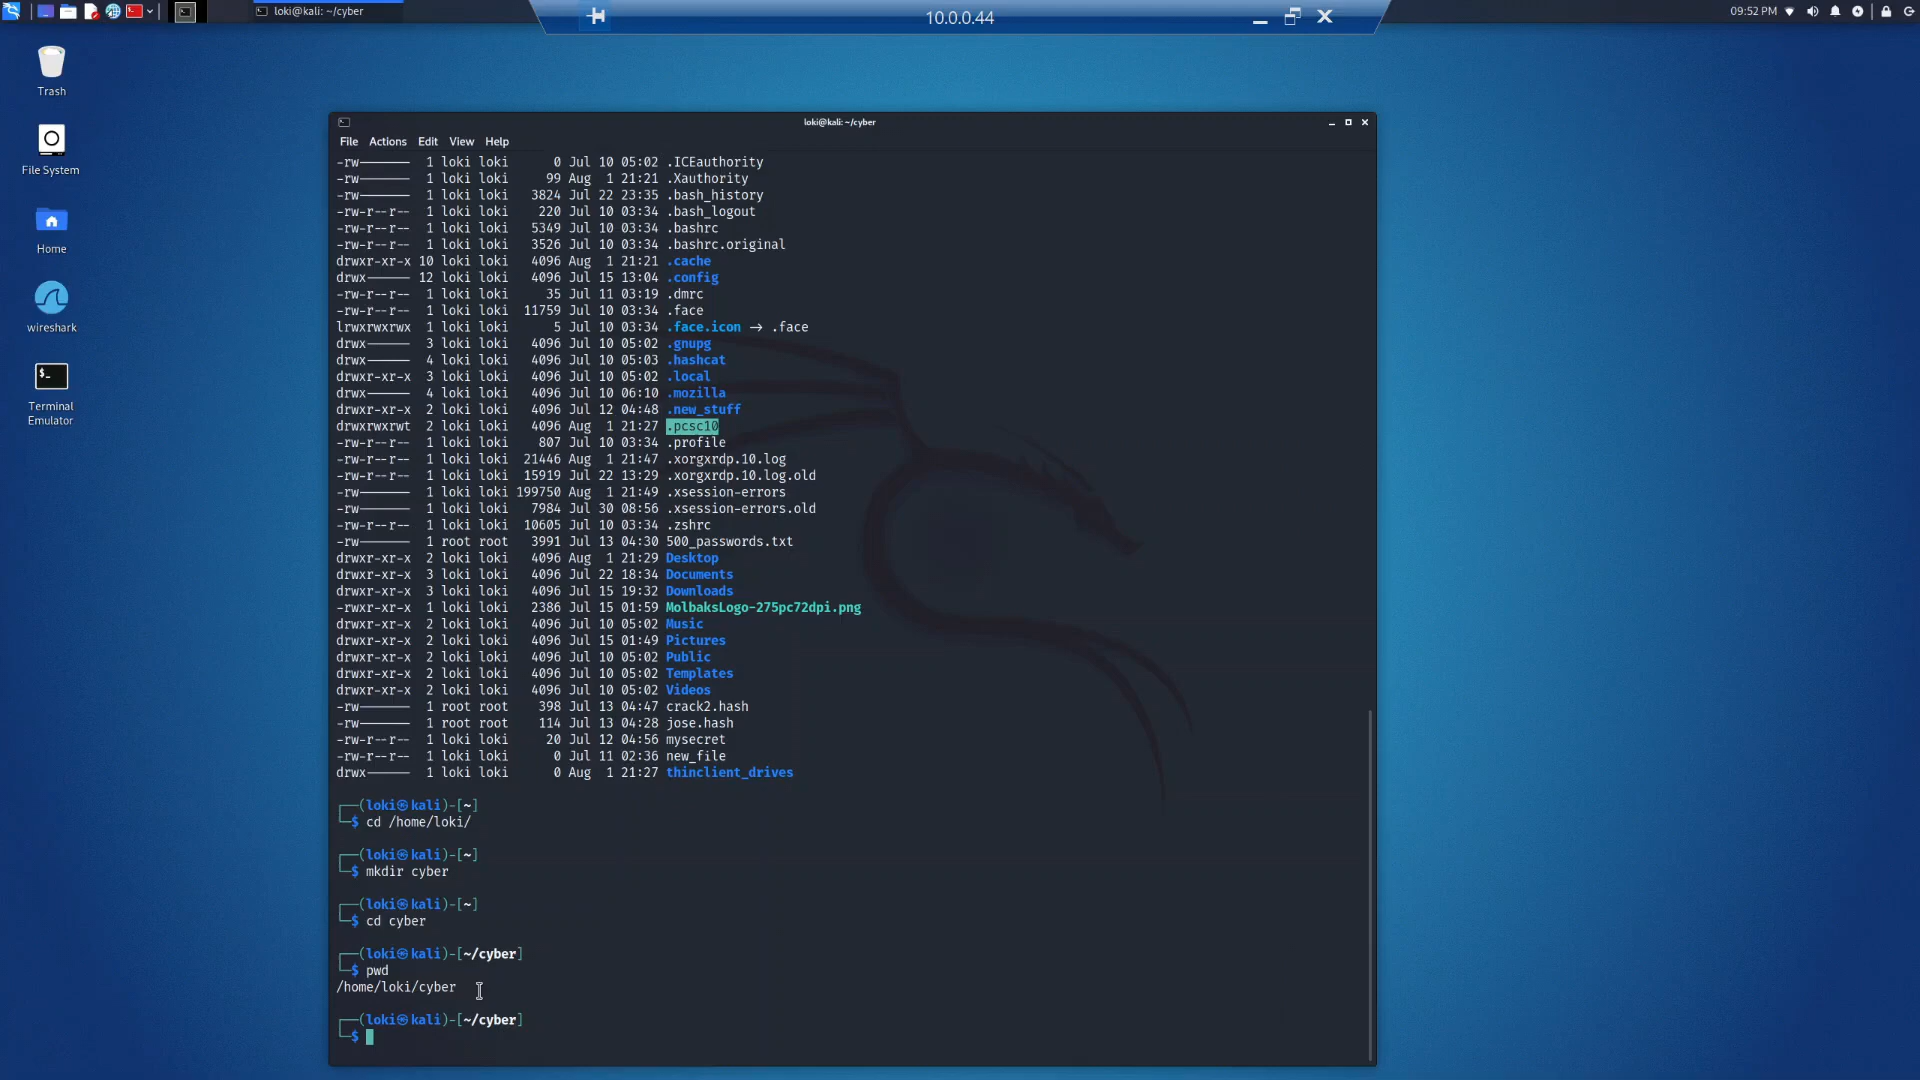 loki@kali: ~/cyber
10.0.0.44
09:52 PM
Trash
File System
Home
wireshark
Terminal
Emulator
loki@kali: ~/cyber
File Actions Edit View Help
-rw------- 1 loki loki 0 Jul 10 05:02 .ICEauthority
-rw------- 1 loki loki 99 Aug 1 21:21 .Xauthority
-rw------- 1 loki loki 3824 Jul 22 23:35 .bash_history
-rw-r--r-- 1 loki loki 220 Jul 10 03:34 .bash_logout
-rw-r--r-- 1 loki loki 5349 Jul 10 03:34 .bashrc
-rw-r--r-- 1 loki loki 3526 Jul 10 03:34 .bashrc.original
drwxr-xr-x 10 loki loki 4096 Aug 1 21:21 .cache
drwx------ 12 loki loki 4096 Jul 15 13:04 .config
-rw-r--r-- 1 loki loki 35 Jul 11 03:19 .dmrc
-rw-r--r-- 1 loki loki 11759 Jul 10 03:34 .face
lrwxrwxrwx 1 loki loki 5 Jul 10 03:34 .face.icon → .face
drwx------ 3 loki loki 4096 Jul 10 05:02 .gnupg
drwx------ 4 loki loki 4096 Jul 10 05:03 .hashcat
drwxr-xr-x 3 loki loki 4096 Jul 10 05:02 .local
drwx------ 4 loki loki 4096 Jul 10 06:10 .mozilla
drwxr-xr-x 2 loki loki 4096 Jul 12 04:48 .new_stuff
drwxrwxrwt 2 loki loki 4096 Aug 1 21:27 .pcsc10
-rw-r--r-- 1 loki loki 807 Jul 10 03:34 .profile
-rw-r--r-- 1 loki loki 21446 Aug 1 21:47 .xorgxrdp.10.log
-rw-r--r-- 1 loki loki 15919 Jul 22 13:29 .xorgxrdp.10.log.old
-rw------- 1 loki loki 199750 Aug 1 21:49 .xsession-errors
-rw------- 1 loki loki 7984 Jul 30 08:56 .xsession-errors.old
-rw-r--r-- 1 loki loki 10605 Jul 10 03:34 .zshrc
-rw------- 1 root root 3991 Jul 13 04:30 500_passwords.txt
drwxr-xr-x 2 loki loki 4096 Aug 1 21:29 Desktop
drwxr-xr-x 3 loki loki 4096 Jul 22 18:34 Documents
drwxr-xr-x 3 loki loki 4096 Jul 15 19:32 Downloads
-rwxr-xr-x 1 loki loki 2386 Jul 15 01:59 MolbaksLogo-275pc72dpi.png
drwxr-xr-x 2 loki loki 4096 Jul 10 05:02 Music
drwxr-xr-x 2 loki loki 4096 Jul 15 01:49 Pictures
drwxr-xr-x 2 loki loki 4096 Jul 10 05:02 Public
drwxr-xr-x 2 loki loki 4096 Jul 10 05:02 Templates
drwxr-xr-x 2 loki loki 4096 Jul 10 05:02 Videos
-rw------- 1 root root 398 Jul 13 04:47 crack2.hash
-rw------- 1 root root 114 Jul 13 04:28 jose.hash
-rw-r--r-- 1 loki loki 20 Jul 12 04:56 mysecret
-rw-r--r-- 1 loki loki 0 Jul 11 02:36 new_file
drwx------ 1 loki loki 0 Aug 1 21:27 thinclient_drives
┌──(loki㉿kali)-[~]
└─$ cd /home/loki/
┌──(loki㉿kali)-[~]
└─$ mkdir cyber
┌──(loki㉿kali)-[~]
└─$ cd cyber
┌──(loki㉿kali)-[~/cyber]
└─$ pwd
/home/loki/cyber
┌──(loki㉿kali)-[~/cyber]
└─$